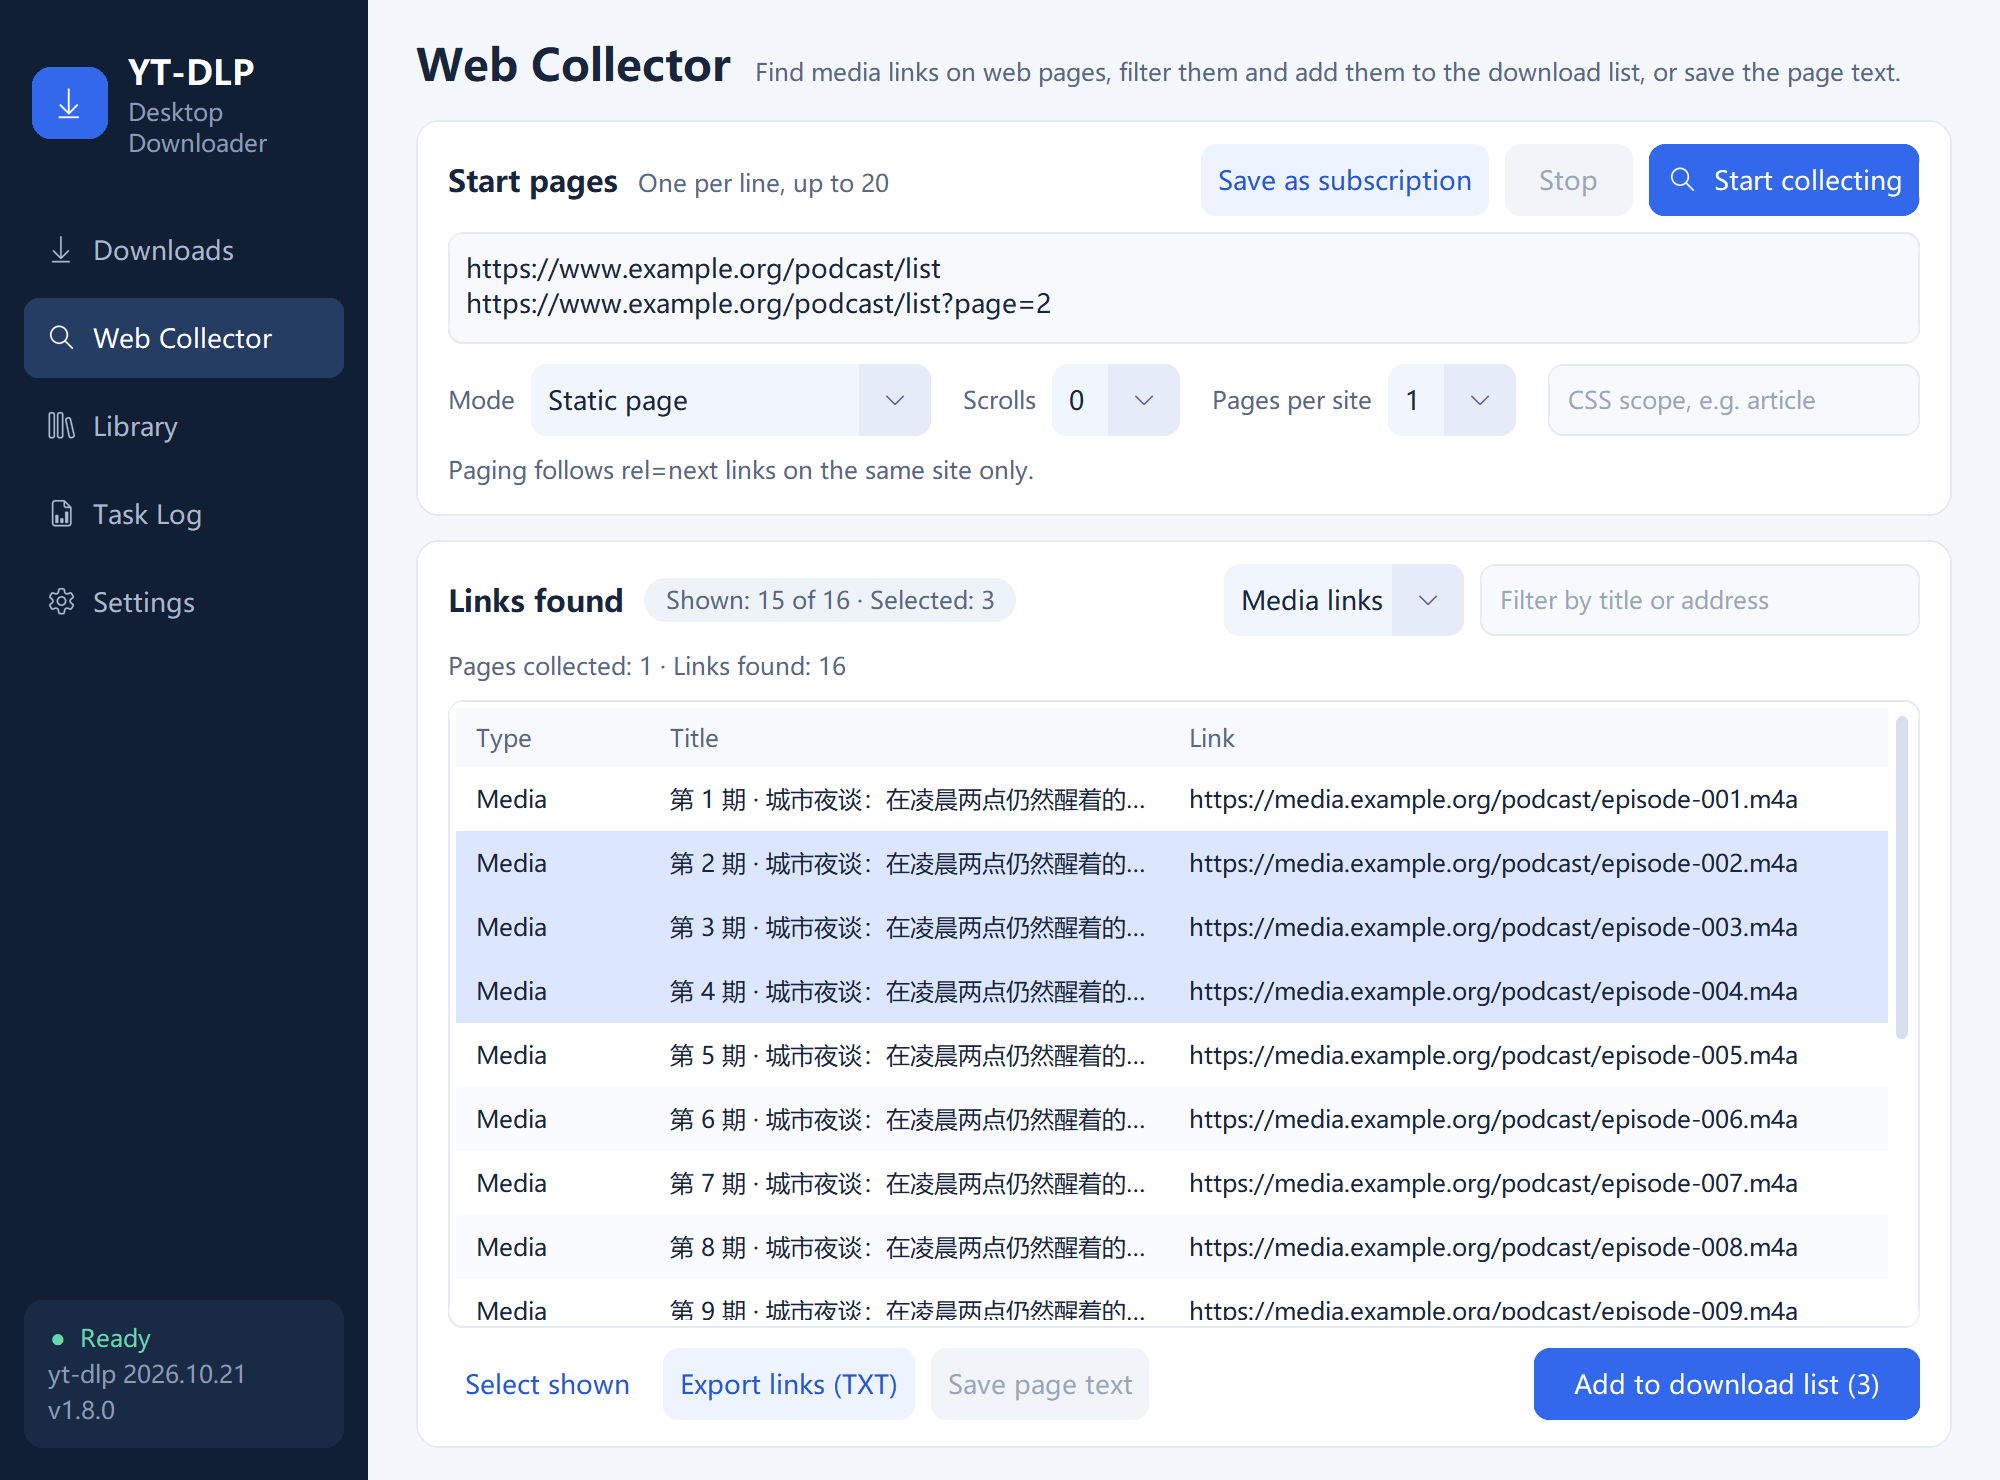 YT-DLP
Desktop
Downloader
Downloads
Web Collector
Library
Task Log
Settings
Ready
yt-dlp 2026.10.21
v1.8.0
Web Collector Find media links on web pages, filter them and add them to the download list, or save the page text.
Start pages One per line, up to 20 Save as subscription Stop Start collecting
https://www.example.org/podcast/list
https://www.example.org/podcast/list?page=2
Mode Static page Scrolls 0 Pages per site 1 CSS scope, e.g. article
Paging follows rel=next links on the same site only.
Links found Shown: 15 of 16 · Selected: 3 Media links Filter by title or address
Pages collected: 1 · Links found: 16
Type Title Link
Media 第 1 期 · 城市夜谈：在凌晨两点仍然醒着的... https://media.example.org/podcast/episode-001.m4a
Media 第 2 期 · 城市夜谈：在凌晨两点仍然醒着的... https://media.example.org/podcast/episode-002.m4a
Media 第 3 期 · 城市夜谈：在凌晨两点仍然醒着的... https://media.example.org/podcast/episode-003.m4a
Media 第 4 期 · 城市夜谈：在凌晨两点仍然醒着的... https://media.example.org/podcast/episode-004.m4a
Media 第 5 期 · 城市夜谈：在凌晨两点仍然醒着的... https://media.example.org/podcast/episode-005.m4a
Media 第 6 期 · 城市夜谈：在凌晨两点仍然醒着的... https://media.example.org/podcast/episode-006.m4a
Media 第 7 期 · 城市夜谈：在凌晨两点仍然醒着的... https://media.example.org/podcast/episode-007.m4a
Media 第 8 期 · 城市夜谈：在凌晨两点仍然醒着的... https://media.example.org/podcast/episode-008.m4a
Media 第 9 期 · 城市夜谈：在凌晨两点仍然醒着的... https://media.example.org/podcast/episode-009.m4a
Select shown Export links (TXT) Save page text Add to download list (3)